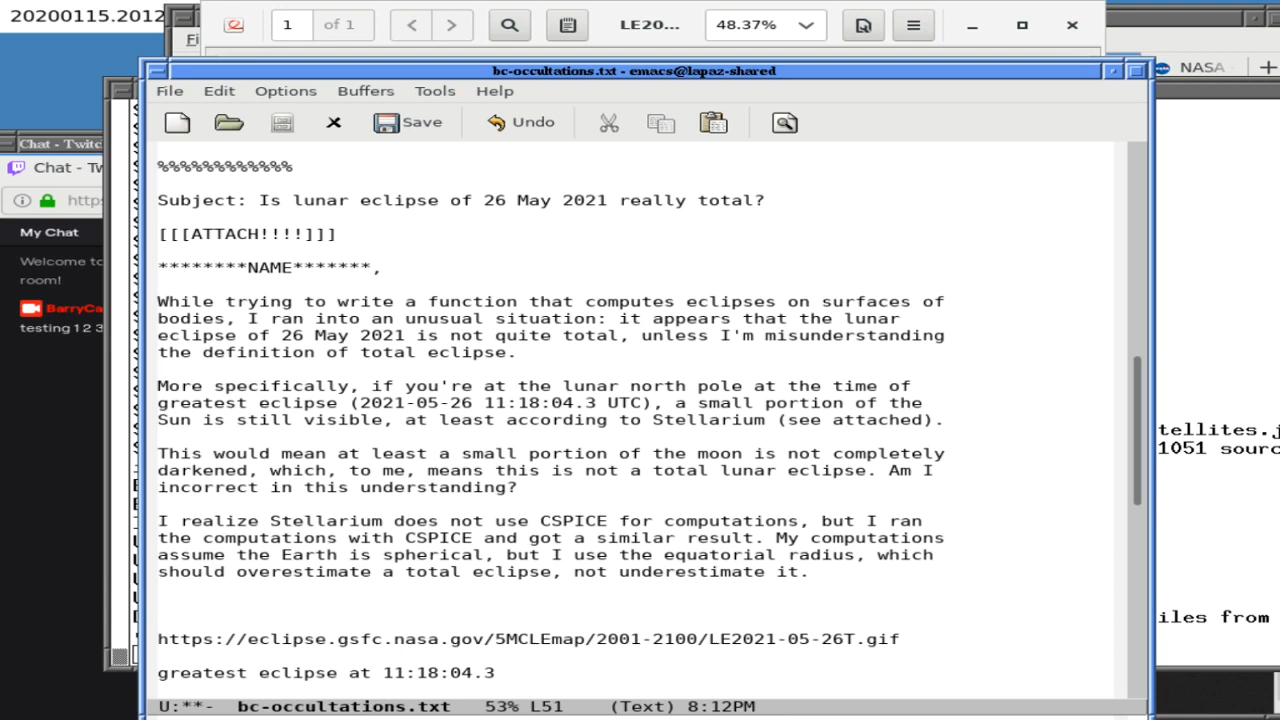 20200115.2012
1
of 1
LE20...
48.37%
Fi
bc-occultations.txt - emacs@lapaz-shared
NASA
File Edit Options Buffers Tools Help
Save Undo
Chat - Twitc
Chat - Tw
https
My Chat
Welcome to
room!
BarryCa
testing 1 2 3
%%%%%%%%%%%%
Subject: Is lunar eclipse of 26 May 2021 really total?
[[[ATTACH!!!!]]]
********NAME*******,
While trying to write a function that computes eclipses on surfaces of
bodies, I ran into an unusual situation: it appears that the lunar
eclipse of 26 May 2021 is not quite total, unless I'm misunderstanding
the definition of total eclipse.
More specifically, if you're at the lunar north pole at the time of
greatest eclipse (2021-05-26 11:18:04.3 UTC), a small portion of the
Sun is still visible, at least according to Stellarium (see attached).
This would mean at least a small portion of the moon is not completely
darkened, which, to me, means this is not a total lunar eclipse. Am I
incorrect in this understanding?
I realize Stellarium does not use CSPICE for computations, but I ran
the computations with CSPICE and got a similar result. My computations
assume the Earth is spherical, but I use the equatorial radius, which
should overestimate a total eclipse, not underestimate it.
https://eclipse.gsfc.nasa.gov/5MCLEmap/2001-2100/LE2021-05-26T.gif
greatest eclipse at 11:18:04.3
U:**- bc-occultations.txt 53% L51 (Text) 8:12PM
tellites.j
1051 sourc
iles from